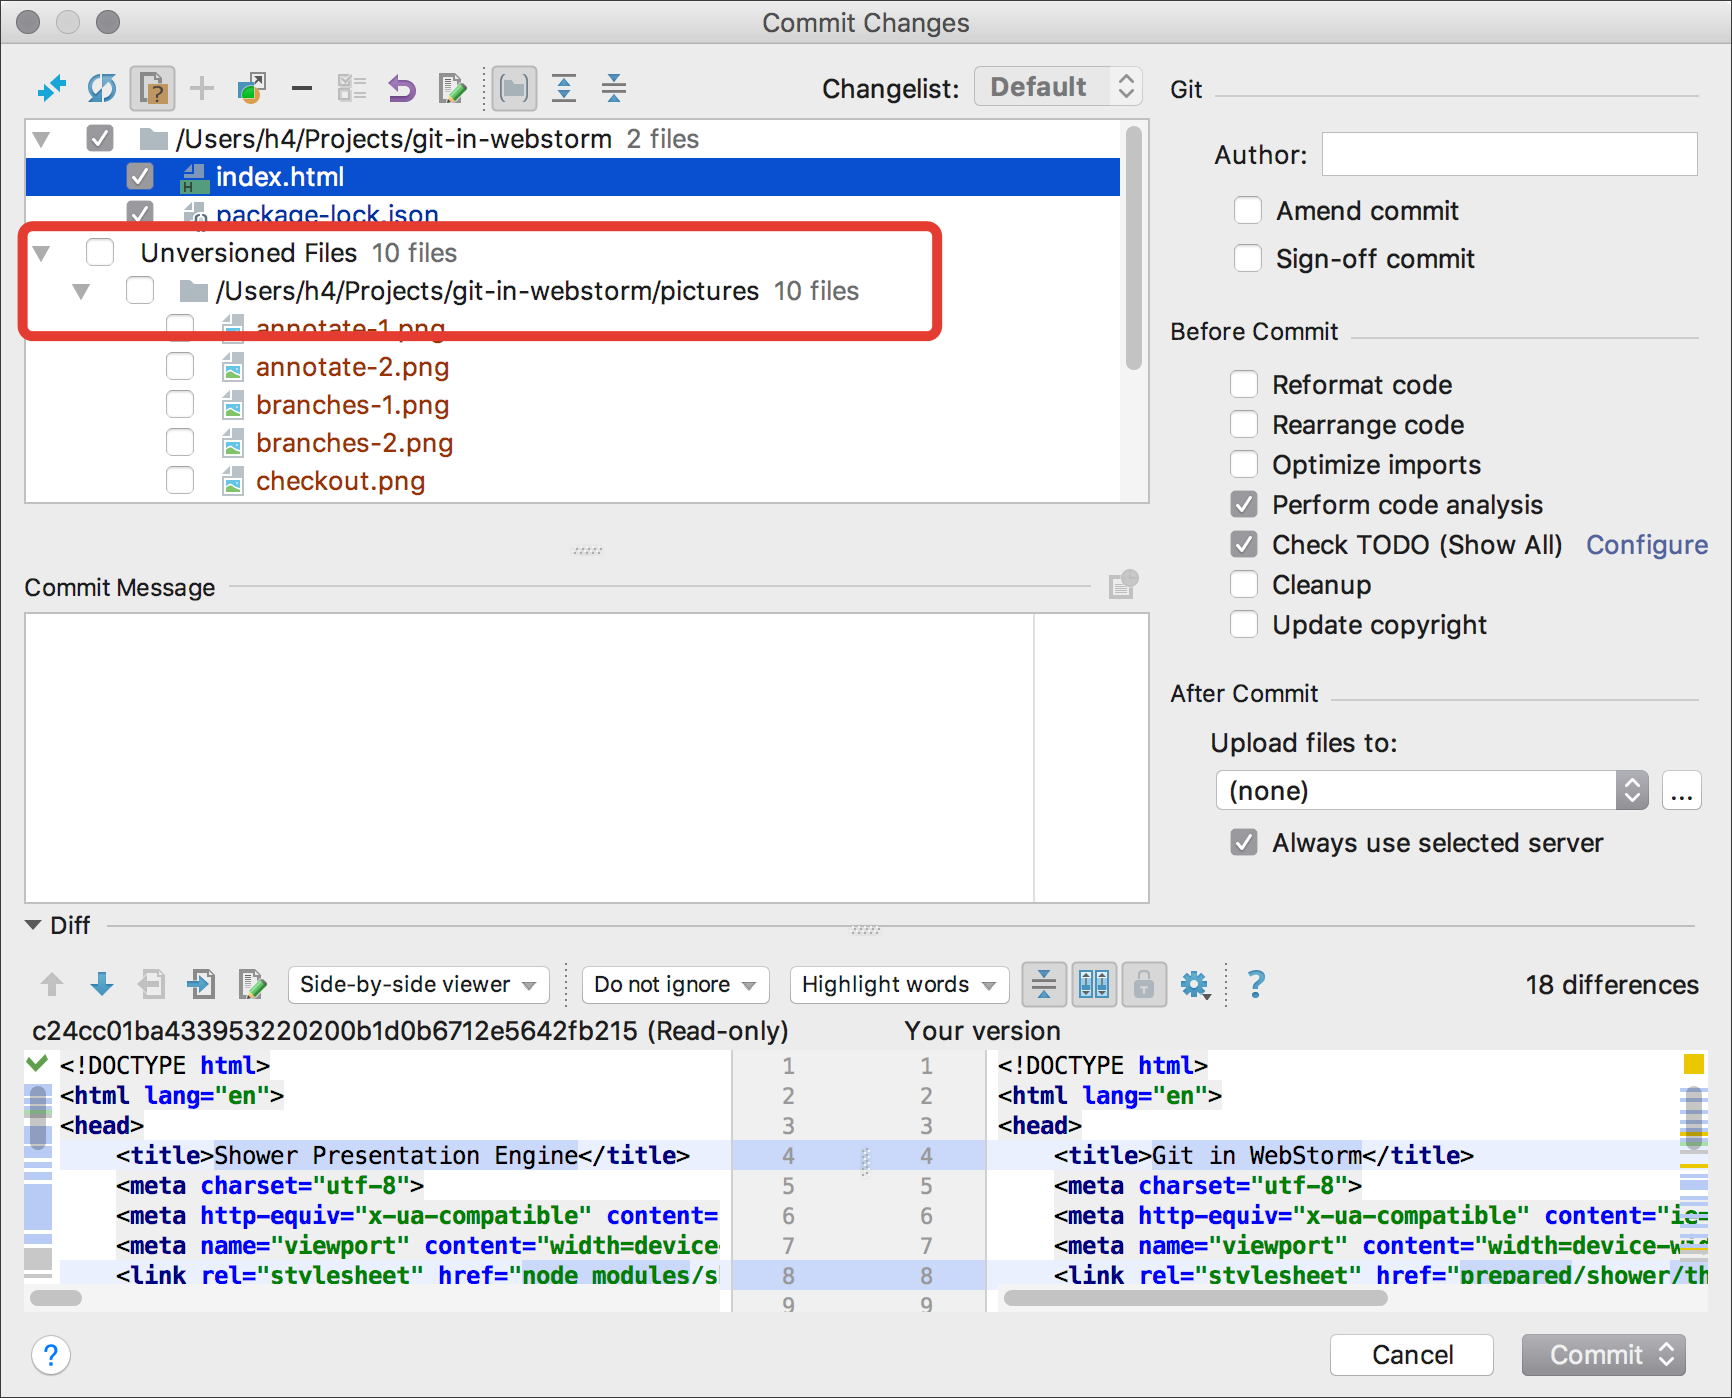 Commit Changes
Changelist: Default
Git
/Users/h4/Projects/git-in-webstorm 2 files
index.html
package-lock.json
Unversioned Files 10 files
/Users/h4/Projects/git-in-webstorm/pictures 10 files
annotate-1.png
annotate-2.png
branches-1.png
branches-2.png
checkout.png
Author:
Amend commit
Sign-off commit
Before Commit
Reformat code
Rearrange code
Optimize imports
Perform code analysis
Check TODO (Show All) Configure
Cleanup
Update copyright
Commit Message
After Commit
Upload files to:
(none) ...
Always use selected server
Diff
Side-by-side viewer Do not ignore Highlight words ? 18 differences
c24cc01ba433953220200b1d0b6712e5642fb215 (Read-only) Your version
<!DOCTYPE html> 1 1 <!DOCTYPE html>
<html lang="en"> 2 2 <html lang="en">
<head> 3 3 <head>
<title>Shower Presentation Engine</title> 4 4 <title>Git in WebStorm</title>
<meta charset="utf-8"> 5 5 <meta charset="utf-8">
<meta http-equiv="x-ua-compatible" content= 6 6 <meta http-equiv="x-ua-compatible" content="ie=
<meta name="viewport" content="width=device- 7 7 <meta name="viewport" content="width=device-wid
<link rel="stylesheet" href="node_modules/sh 8 8 <link rel="stylesheet" href="prepared/shower/th
9 9
? Cancel Commit